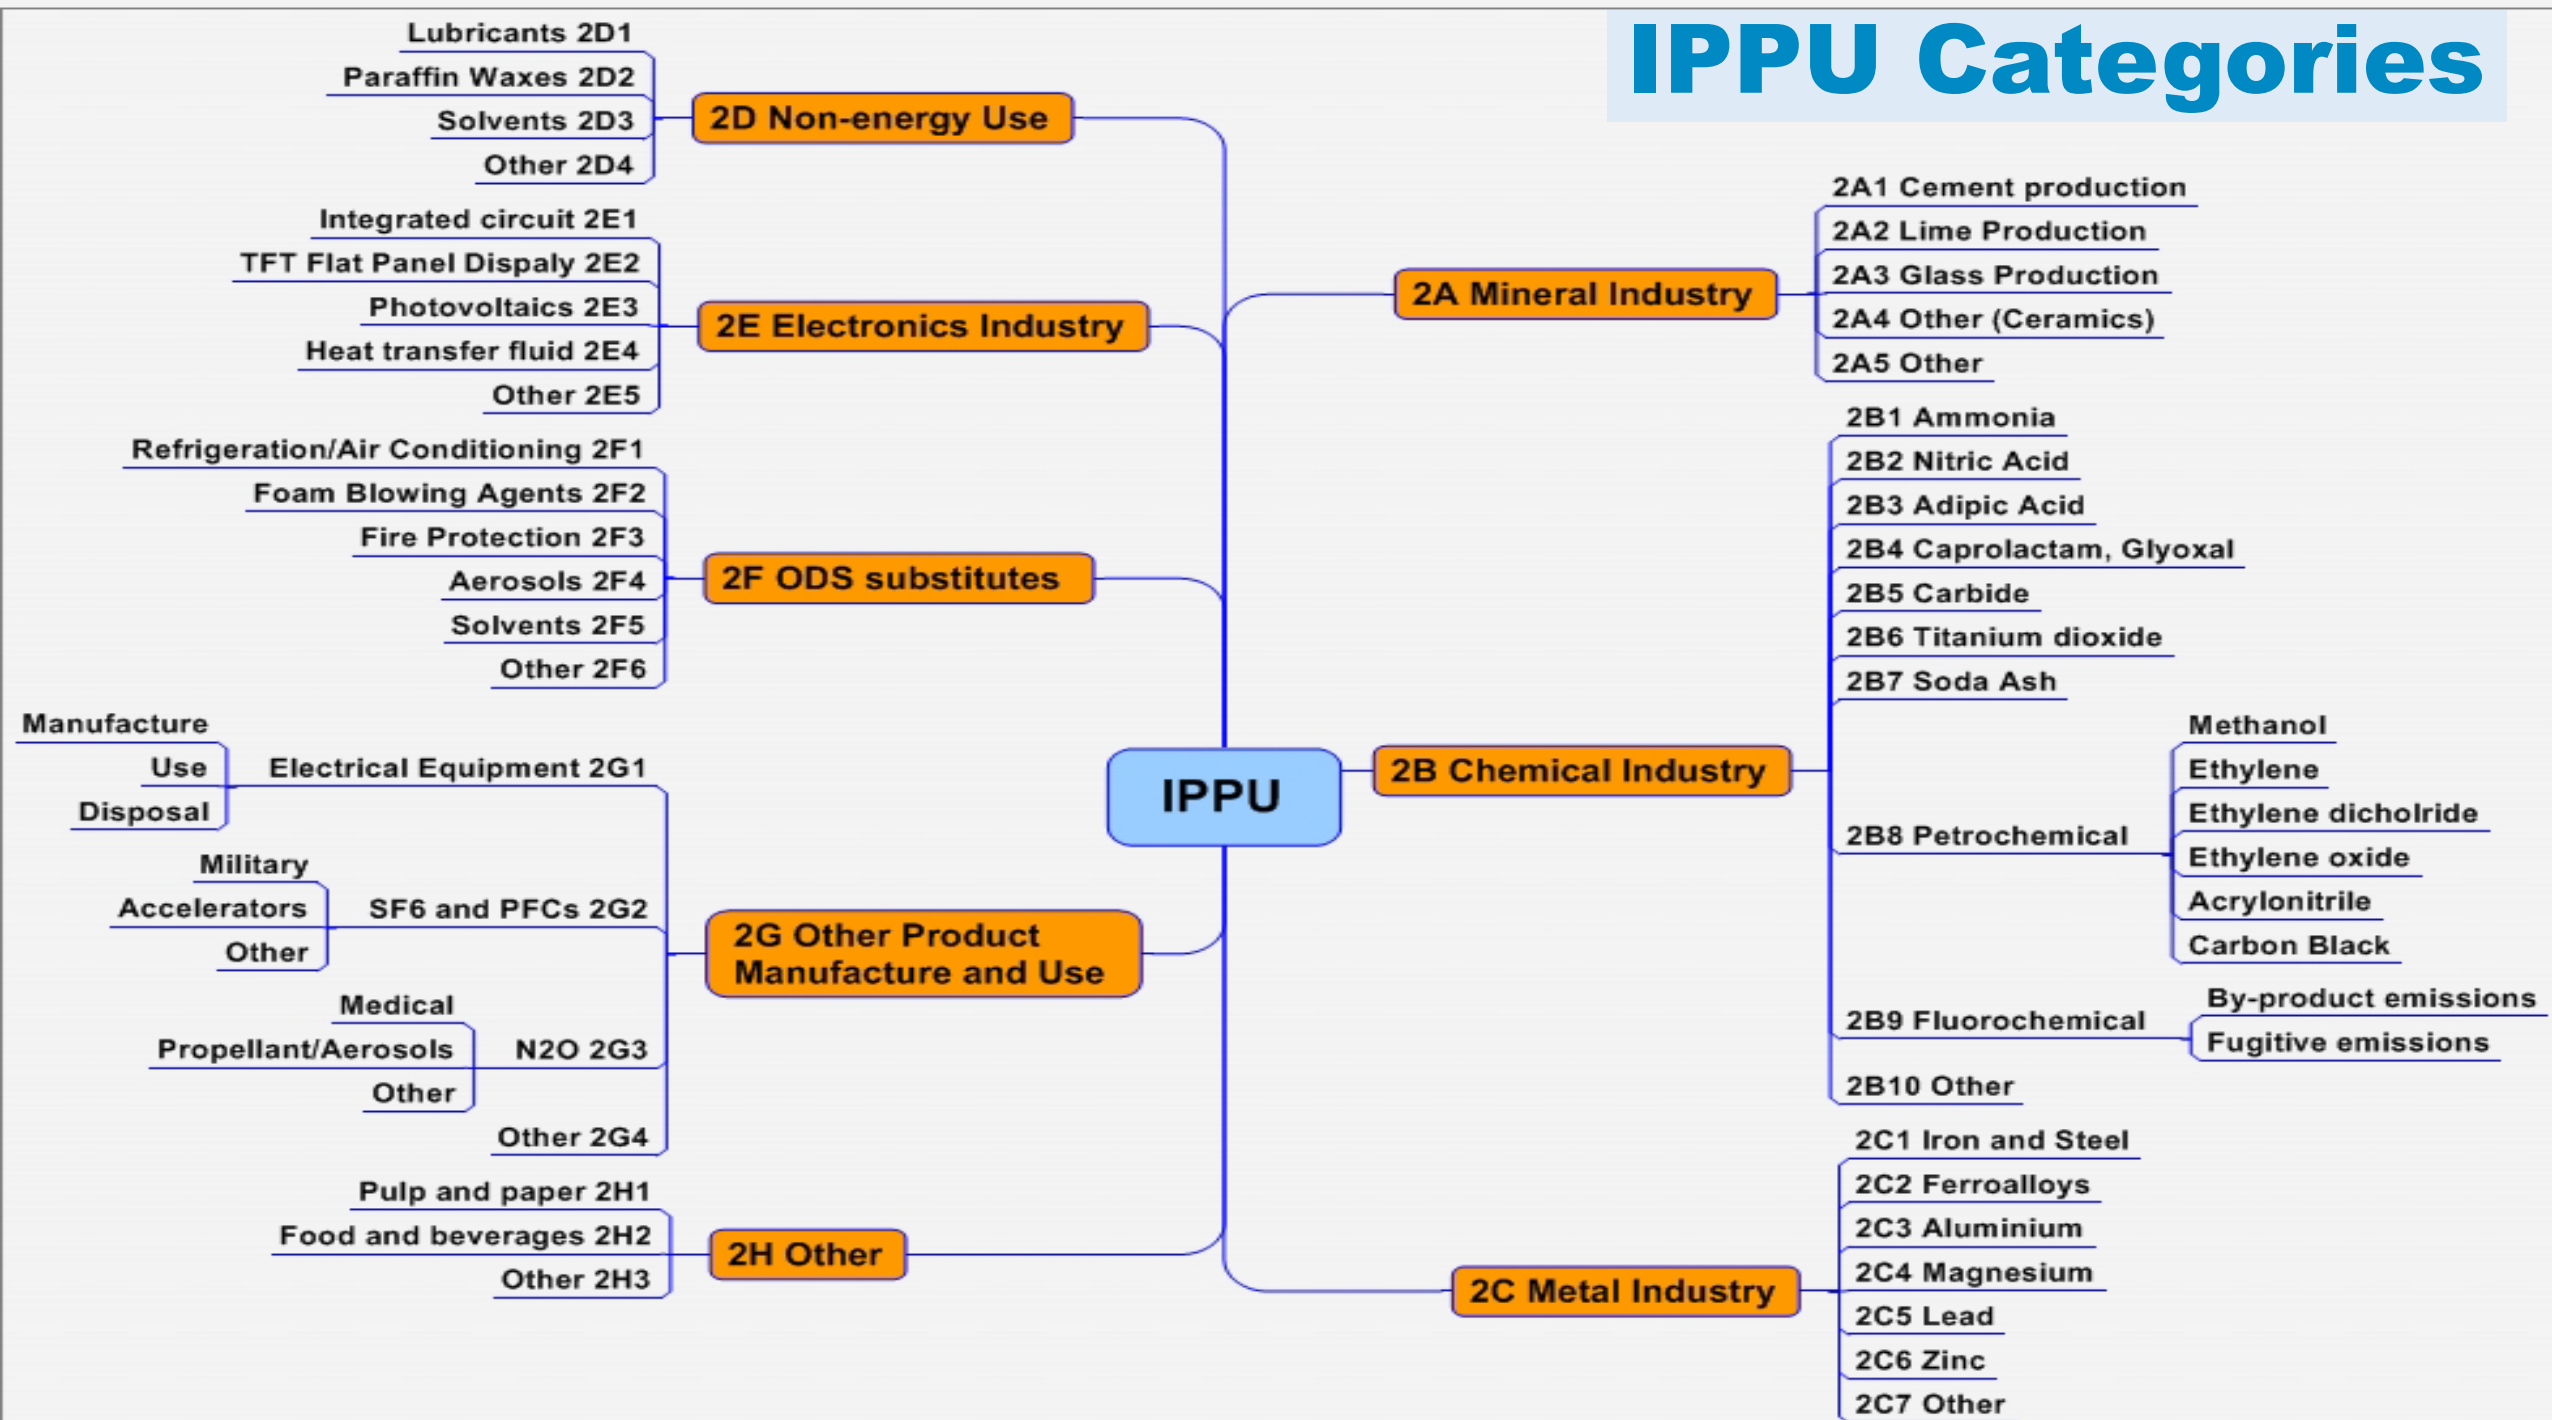 IPPU Categories
Lubricants 2D1
Paraffin Waxes 2D2
Solvents 2D3
Other 2D4
2D Non-energy Use
Integrated circuit 2E1
TFT Flat Panel Dispaly 2E2
Photovoltaics 2E3
Heat transfer fluid 2E4
Other 2E5
2E Electronics Industry
Refrigeration/Air Conditioning 2F1
Foam Blowing Agents 2F2
Fire Protection 2F3
Aerosols 2F4
Solvents 2F5
Other 2F6
2F ODS substitutes
Manufacture
Use
Disposal
Electrical Equipment 2G1
Military
Accelerators
Other
SF6 and PFCs 2G2
Medical
Propellant/Aerosols
Other
N2O 2G3
Other 2G4
2G Other Product
Manufacture and Use
Pulp and paper 2H1
Food and beverages 2H2
Other 2H3
2H Other
IPPU
2A Mineral Industry
2A1 Cement production
2A2 Lime Production
2A3 Glass Production
2A4 Other (Ceramics)
2A5 Other
2B Chemical Industry
2B1 Ammonia
2B2 Nitric Acid
2B3 Adipic Acid
2B4 Caprolactam, Glyoxal
2B5 Carbide
2B6 Titanium dioxide
2B7 Soda Ash
2B8 Petrochemical
Methanol
Ethylene
Ethylene dicholride
Ethylene oxide
Acrylonitrile
Carbon Black
2B9 Fluorochemical
By-product emissions
Fugitive emissions
2B10 Other
2C Metal Industry
2C1 Iron and Steel
2C2 Ferroalloys
2C3 Aluminium
2C4 Magnesium
2C5 Lead
2C6 Zinc
2C7 Other